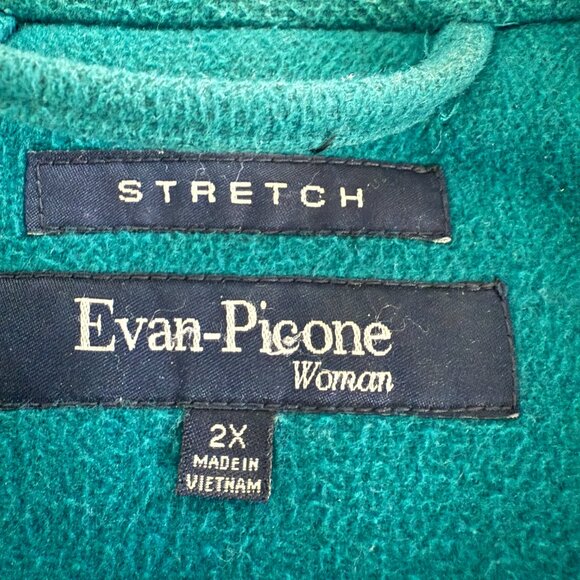 STRETCH
Evan-Picone
Woman
2X
MADE IN
VIETNAM